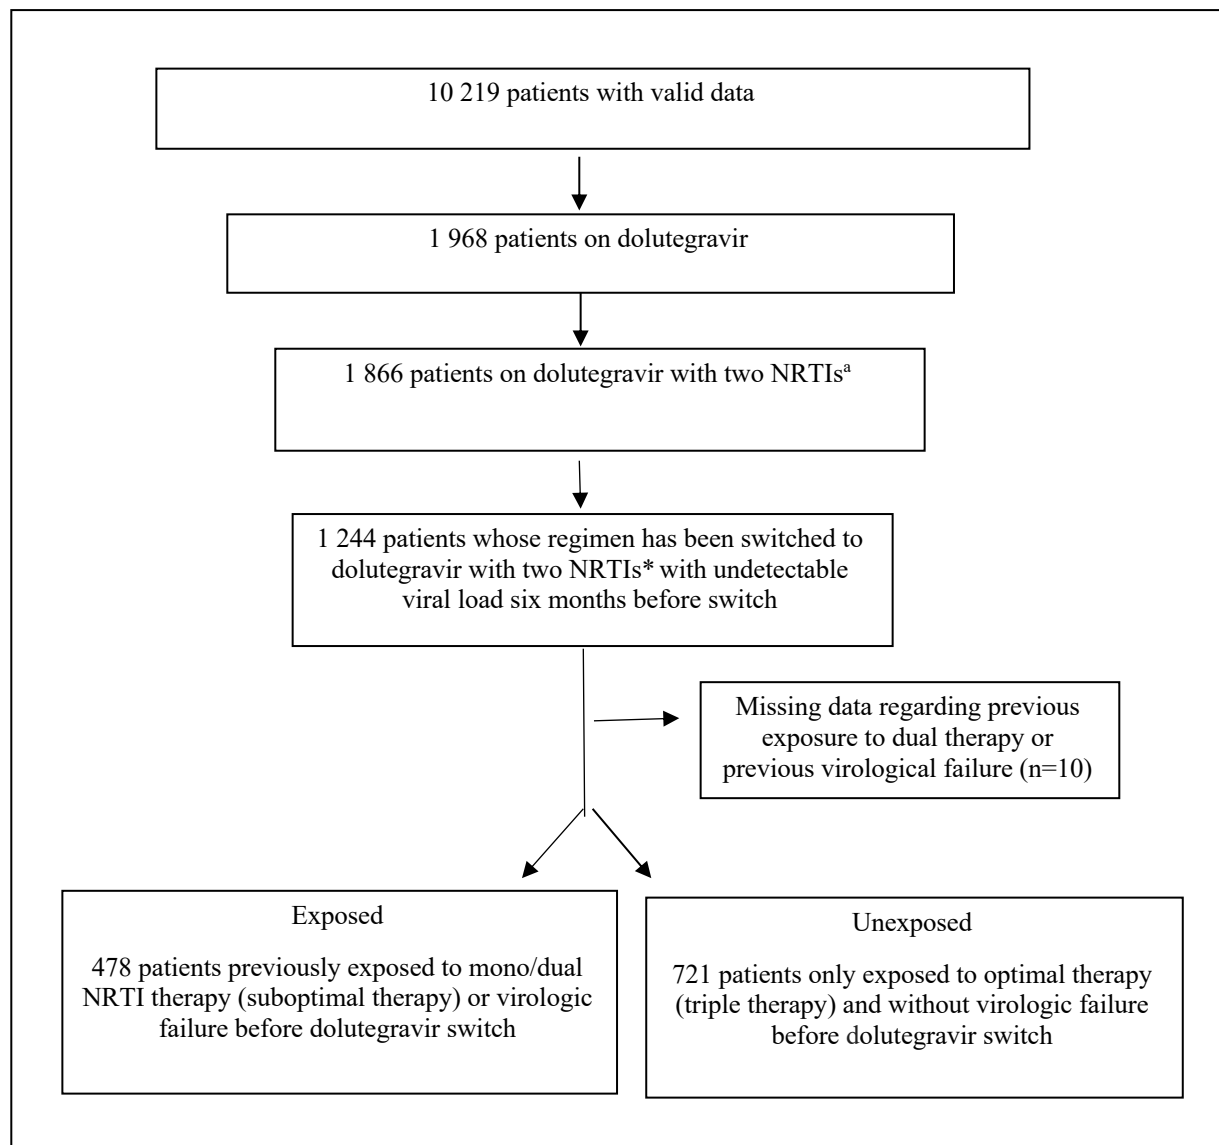 10 219 patients with valid data
1 968 patients on dolutegravir
1 866 patients on dolutegravir with two NRTIsᵃ
1 244 patients whose regimen has been switched to
dolutegravir with two NRTIs* with undetectable
viral load six months before switch
Missing data regarding previous
exposure to dual therapy or
previous virological failure (n=10)
Exposed
478 patients previously exposed to mono/dual
NRTI therapy (suboptimal therapy) or virologic
failure before dolutegravir switch
Unexposed
721 patients only exposed to optimal therapy
(triple therapy) and without virologic failure
before dolutegravir switch